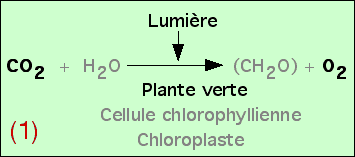 Lumière
CO2 + H2O (CH2O) + O2
Plante verte
Cellule chlorophyllienne
(1) Chloroplaste